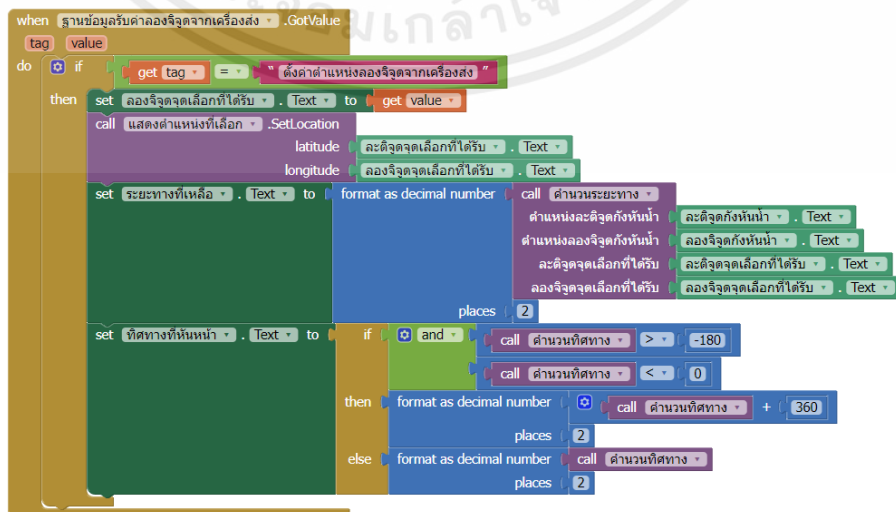 when ฐานข้อมูลรับค่าลองจิจูดจากเครื่องส่ง .GotValue
tag value
do if get tag = " ตั้งค่าตำแหน่งลองจิจูดจากเครื่องส่ง "
then set ลองจิจูดจุดเลือกที่ได้รับ . Text to get value
call แสดงตำแหน่งที่เลือก .SetLocation
latitude ละติจูดจุดเลือกที่ได้รับ . Text
longitude ลองจิจูดจุดเลือกที่ได้รับ . Text
set ระยะทางที่เหลือ . Text to format as decimal number call คำนวนระยะทาง
ตำแหน่งละติจูดกังหันน้ำ ละติจูดกังหันน้ำ . Text
ตำแหน่งลองจิจูดกังหันน้ำ ลองจิจูดกังหันน้ำ . Text
ละติจูดจุดเลือกที่ได้รับ ละติจูดจุดเลือกที่ได้รับ . Text
ลองจิจูดจุดเลือกที่ได้รับ ลองจิจูดจุดเลือกที่ได้รับ . Text
places 2
set ทิศทางที่หันหน้า . Text to if and call คำนวนทิศทาง > -180
call คำนวนทิศทาง < 0
then format as decimal number call คำนวนทิศทาง + 360
places 2
else format as decimal number call คำนวนทิศทาง
places 2